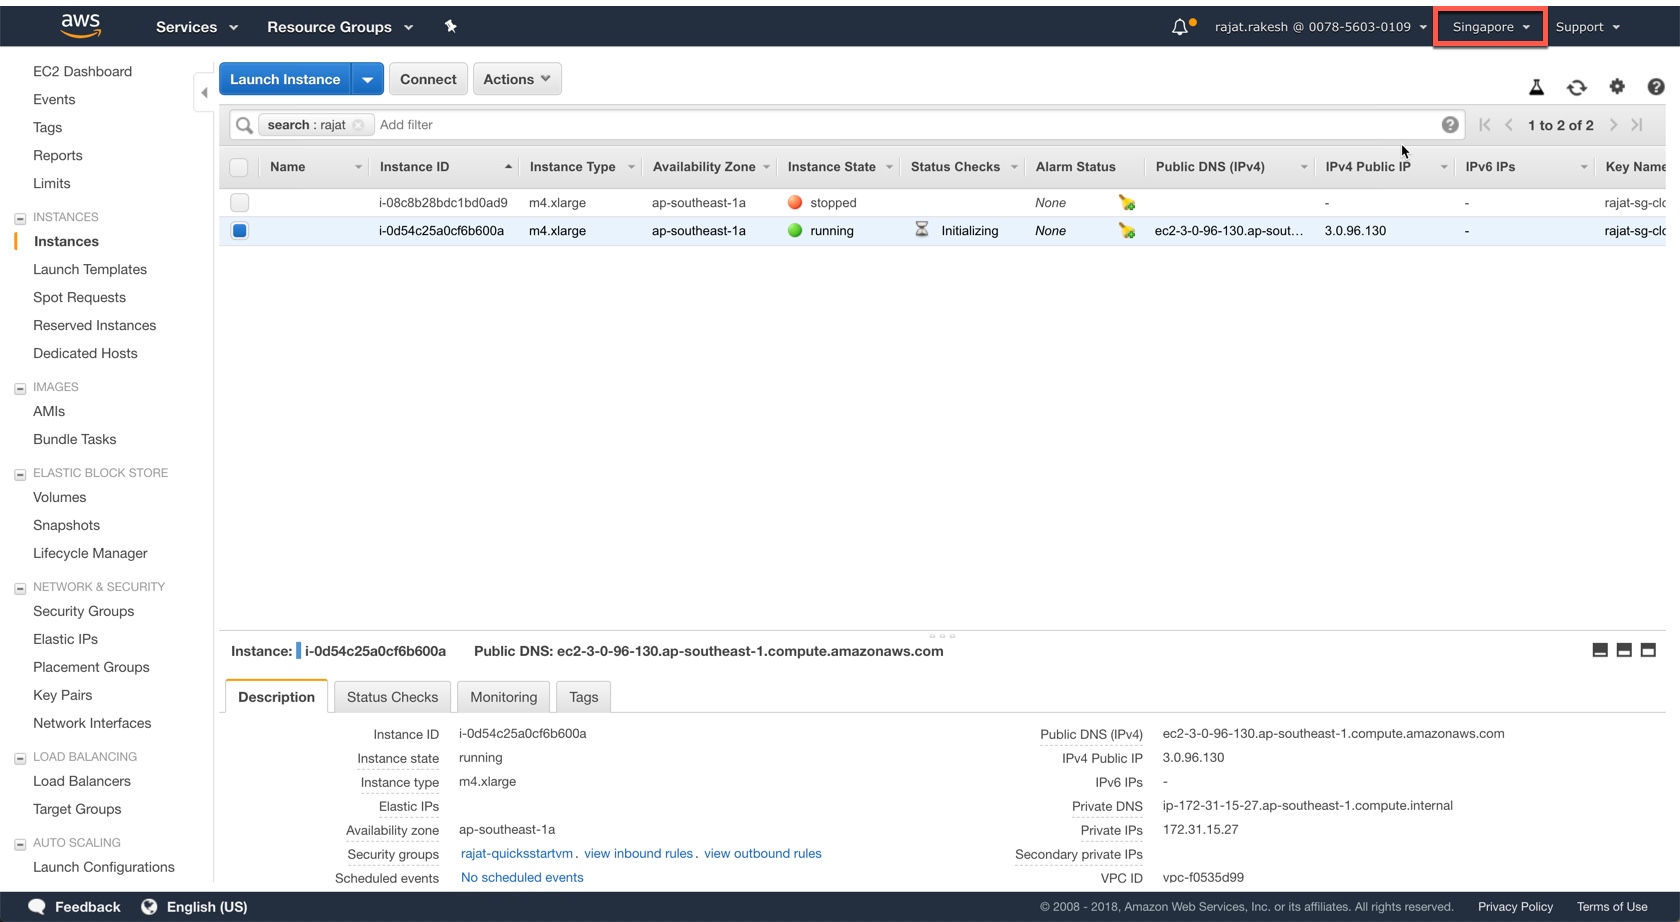 aws Services Resource Groups rajat.rakesh @ 0078-5603-0109 Singapore Support
EC2 Dashboard
Events
Tags
Reports
Limits
INSTANCES
Instances
Launch Templates
Spot Requests
Reserved Instances
Dedicated Hosts
IMAGES
AMIs
Bundle Tasks
ELASTIC BLOCK STORE
Volumes
Snapshots
Lifecycle Manager
NETWORK & SECURITY
Security Groups
Elastic IPs
Placement Groups
Key Pairs
Network Interfaces
LOAD BALANCING
Load Balancers
Target Groups
AUTO SCALING
Launch Configurations
Launch Instance Connect Actions
search : rajat Add filter 1 to 2 of 2
Name Instance ID Instance Type Availability Zone Instance State Status Checks Alarm Status Public DNS (IPv4) IPv4 Public IP IPv6 IPs Key Name
i-08c8b28bdc1bd0ad9 m4.xlarge ap-southeast-1a stopped None - - rajat-sg-clo
i-0d54c25a0cf6b600a m4.xlarge ap-southeast-1a running Initializing None ec2-3-0-96-130.ap-sout... 3.0.96.130 - rajat-sg-clo
Instance: i-0d54c25a0cf6b600a Public DNS: ec2-3-0-96-130.ap-southeast-1.compute.amazonaws.com
Description Status Checks Monitoring Tags
Instance ID i-0d54c25a0cf6b600a Public DNS (IPv4) ec2-3-0-96-130.ap-southeast-1.compute.amazonaws.com
Instance state running IPv4 Public IP 3.0.96.130
Instance type m4.xlarge IPv6 IPs -
Elastic IPs Private DNS ip-172-31-15-27.ap-southeast-1.compute.internal
Availability zone ap-southeast-1a Private IPs 172.31.15.27
Security groups rajat-quicksstartvm. view inbound rules. view outbound rules Secondary private IPs
Scheduled events No scheduled events VPC ID vpc-f0535d99
Feedback English (US) © 2008 - 2018, Amazon Web Services, Inc. or its affiliates. All rights reserved. Privacy Policy Terms of Use